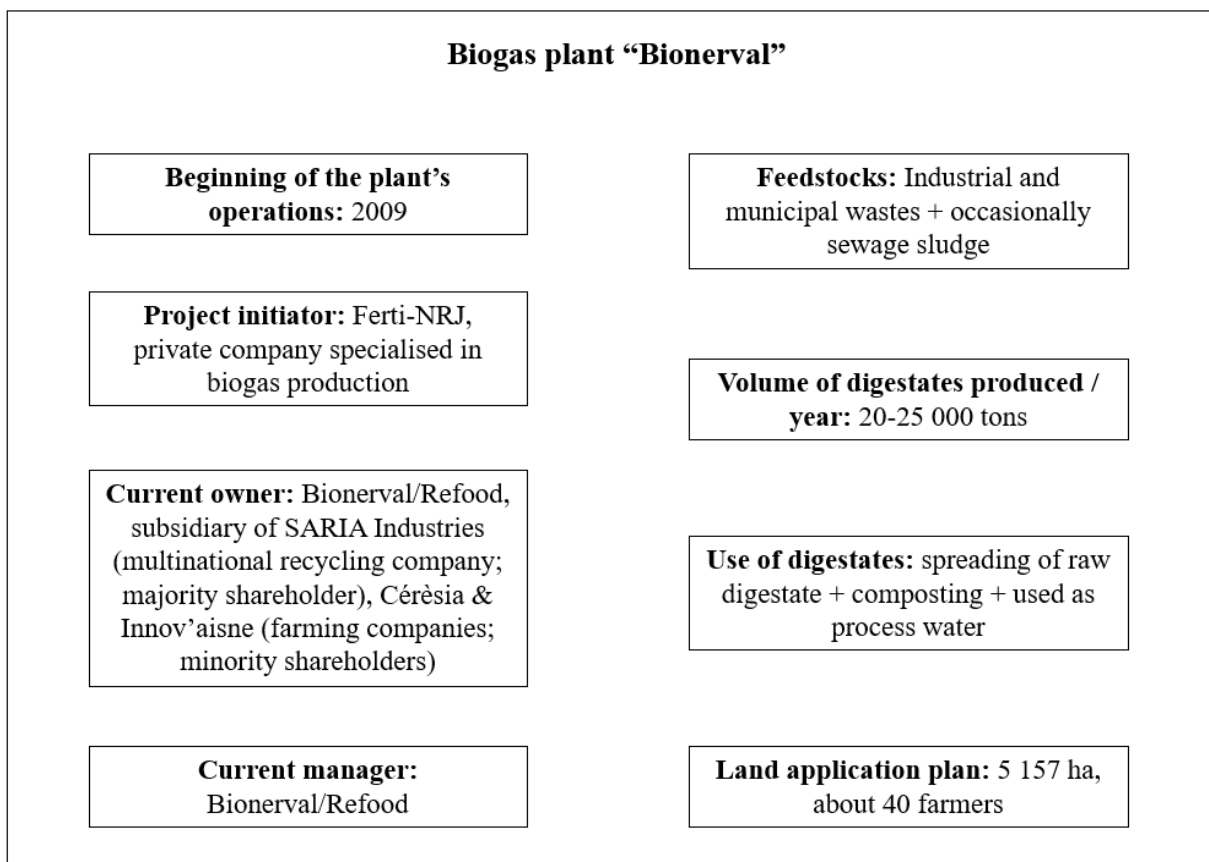 Biogas plant “Bionerval”
Beginning of the plant’s
operations: 2009
Project initiator: Ferti-NRJ,
private company specialised in
biogas production
Current owner: Bionerval/Refood,
subsidiary of SARIA Industries
(multinational recycling company;
majority shareholder), Cérèsia &
Innov’aisne (farming companies;
minority shareholders)
Current manager:
Bionerval/Refood
Feedstocks: Industrial and
municipal wastes + occasionally
sewage sludge
Volume of digestates produced /
year: 20-25 000 tons
Use of digestates: spreading of raw
digestate + composting + used as
process water
Land application plan: 5 157 ha,
about 40 farmers